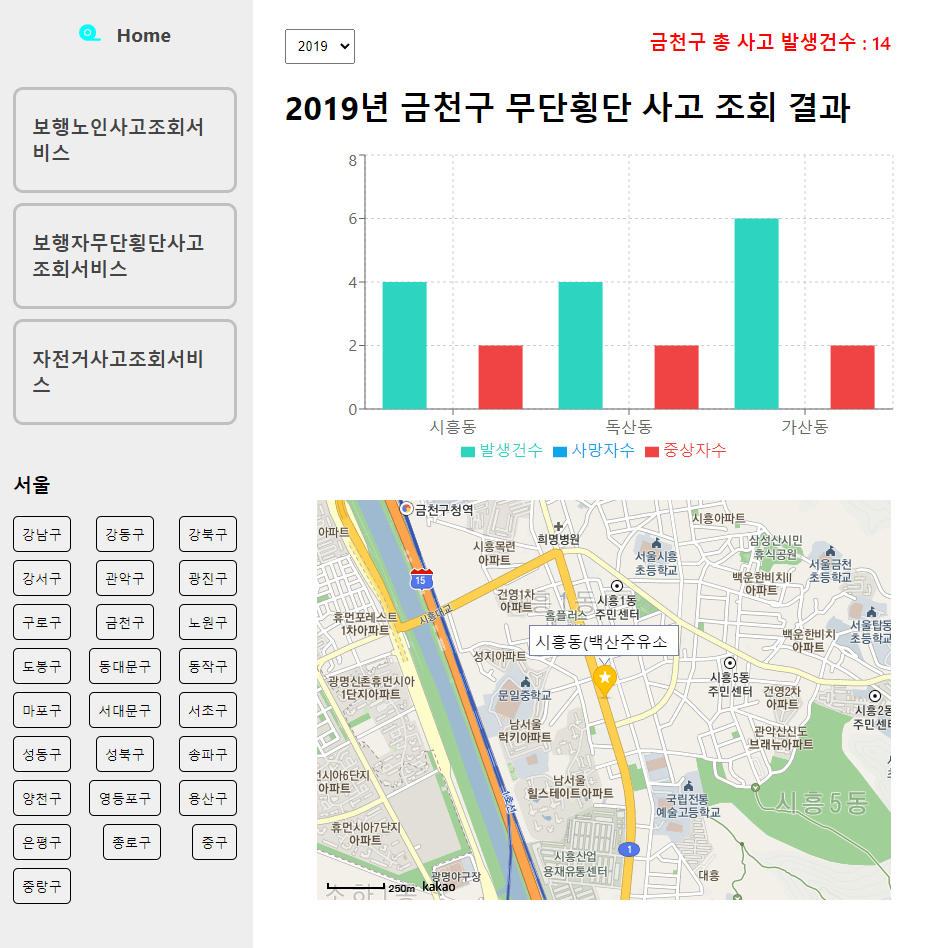 Home
보행노인사고조회서
비스
보행자무단횡단사고
조회서비스
자전거사고조회서비
스
서울
강남구 강동구 강북구
강서구 관악구 광진구
구로구 금천구 노원구
도봉구 동대문구 동작구
마포구 서대문구 서초구
성동구 성북구 송파구
양천구 영등포구 용산구
은평구 종로구 중구
중랑구
2019
금천구 총 사고 발생건수 : 14
2019년 금천구 무단횡단 사고 조회 결과
8
6
4
2
0
시흥동 독산동 가산동
발생건수 사망자수 중상자수
금천구청역
아파트
시흥아파트
희명병원
시흥목련
아파트
서울시흥
초등학교
삼성산시민
휴식공원
서울금천
초등학교
15
백운한비치II
아파트
건영1차
아파트
시흥1동
주민센터
홈플러스
시흥대교
휴먼포레스트
1차아파트
서울탑동
초등학교
백운한비치
아파트
시흥동(백산주유소
성지아파트
시흥5동
주민센터
광명신촌휴먼시아
1단지아파트
문일중학교
건영2차
아파트
남서울
럭키아파트
관악산신도
브래뉴아파트
시흥2동
주민센
먼시아6단지
아파트
남서울
힐스테이트아파트
1호선
국립전통
예술고등학교
시흥5동
휴먼시아7단지
아파트
1
시흥산업
용재유통센터
대흥
광명야구장
250m kakao